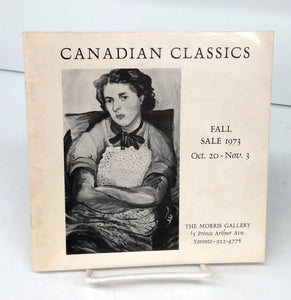 CANADIAN CLASSICS
FALL
SALE 1973
Oct. 20 - Nov. 3
THE MORRIS GALLERY
15 Prince Arthur Ave.
Toronto - 922-4778